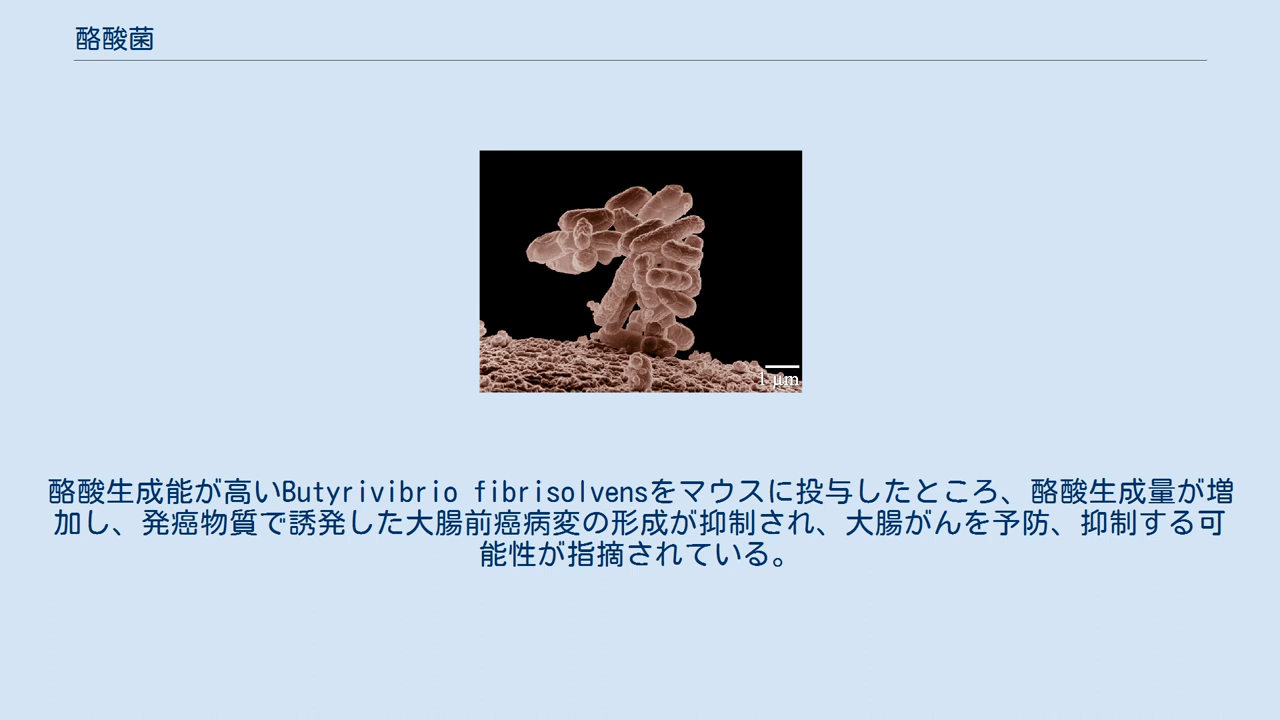 酪酸菌
1 μm
酪酸生成能が高いButyrivibrio fibrisolvensをマウスに投与したところ、酪酸生成量が増
加し、発癌物質で誘発した大腸前癌病変の形成が抑制され、大腸がんを予防、抑制する可
能性が指摘されている。